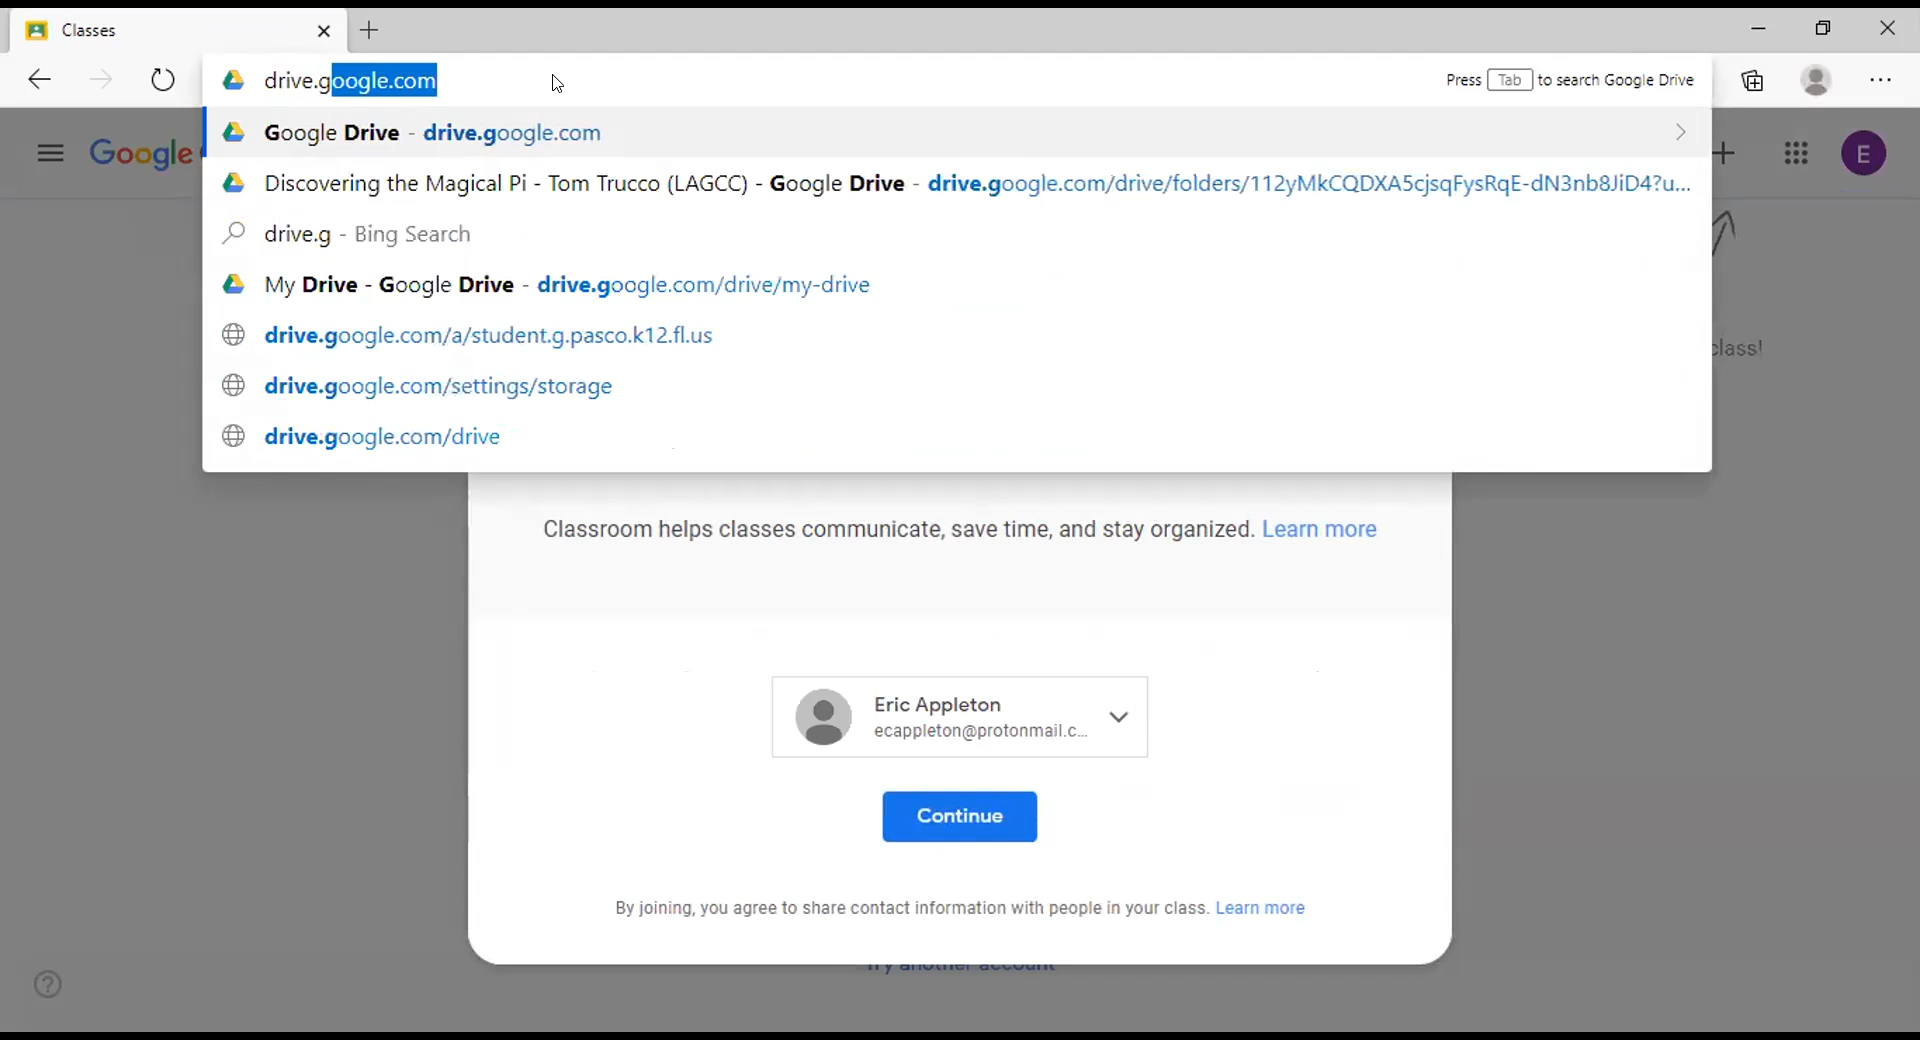 Classes
drive.google.com
Press Tab to search Google Drive
Google Drive - drive.google.com
Discovering the Magical Pi - Tom Trucco (LAGCC) - Google Drive - drive.google.com/drive/folders/112yMkCQDXA5cjsqFysRqE-dN3nb8JiD4?u...
drive.g - Bing Search
My Drive - Google Drive - drive.google.com/drive/my-drive
drive.google.com/a/student.g.pasco.k12.fl.us
drive.google.com/settings/storage
drive.google.com/drive
Google
E
class!
Classroom helps classes communicate, save time, and stay organized. Learn more
Eric Appleton
ecappleton@protonmail.c...
Continue
By joining, you agree to share contact information with people in your class. Learn more
Try another account